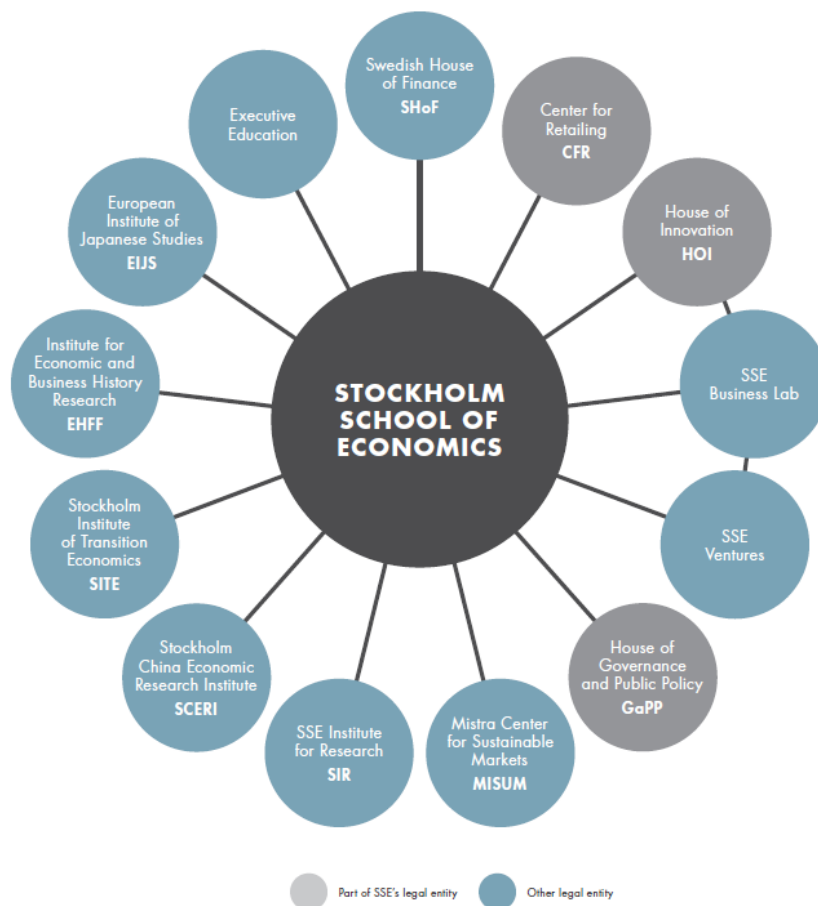 Swedish House
of Finance
SHoF
Center for
Retailing
CFR
House of
Innovation
HOI
SSE
Business Lab
SSE
Ventures
House of
Governance
and Public Policy
GaPP
Mistra Center
for Sustainable
Markets
MISUM
SSE Institute
for Research
SIR
Stockholm
China Economic
Research Institute
SCERI
Stockholm
Institute
of Transition
Economics
SITE
Institute for
Economic and
Business History
Research
EHFF
European
Institute of
Japanese Studies
EIJS
Executive
Education
STOCKHOLM
SCHOOL OF
ECONOMICS
Part of SSE's legal entity
Other legal entity